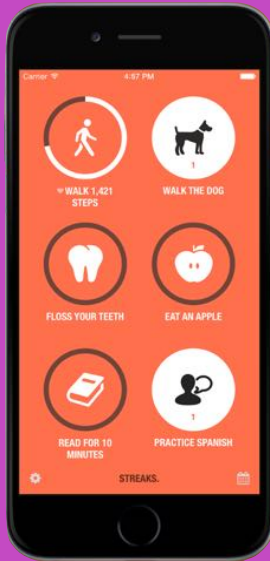 Carrier 4:87 PM
WALK 1,421
STEPS
1
WALK THE DOG
FLOSS YOUR TEETH
EAT AN APPLE
READ FOR 10
MINUTES
1
PRACTICE SPANISH
STREAKS.